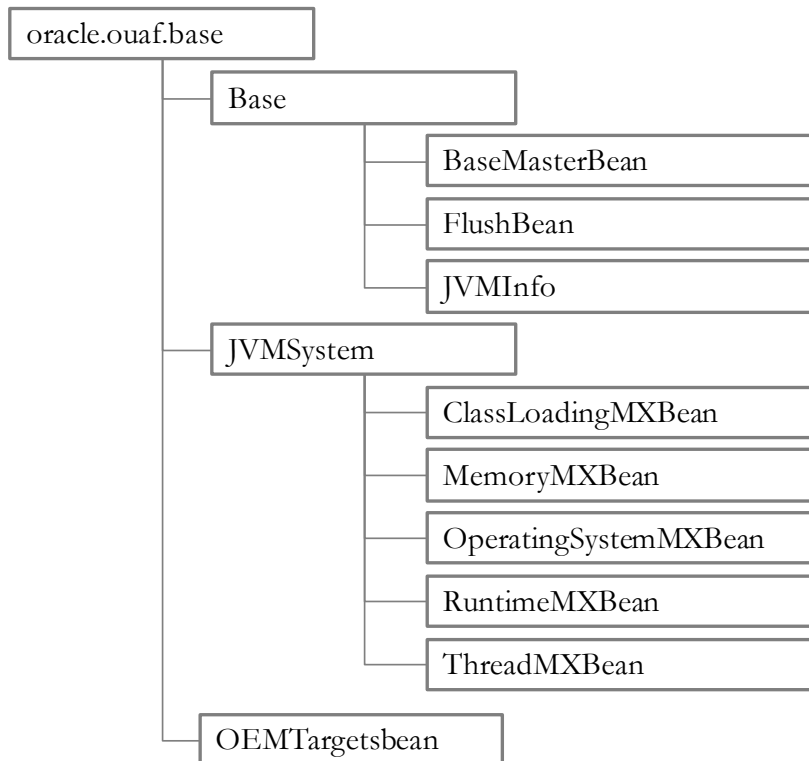 oracle.ouaf.base
Base
BaseMasterBean
FlushBean
JVMInfo
JVMSystem
ClassLoadingMXBean
MemoryMXBean
OperatingSystemMXBean
RuntimeMXBean
ThreadMXBean
OEMTargetsbean